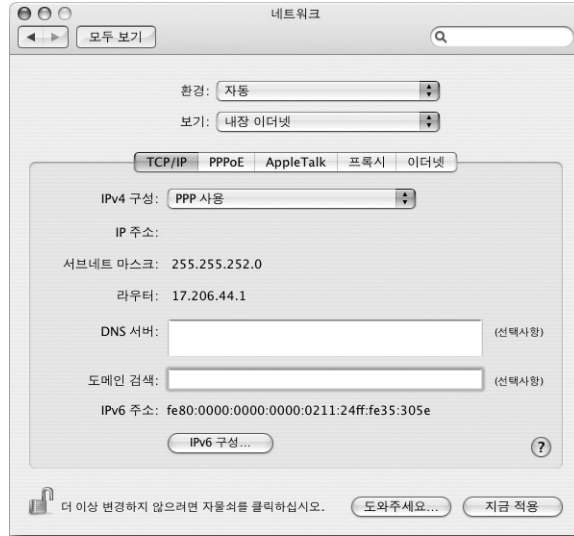 네트워크
모두 보기
환경: 자동
보기: 내장 이더넷
TCP/IP PPPoE AppleTalk 프록시 이더넷
IPv4 구성: PPP 사용
IP 주소:
서브네트 마스크: 255.255.252.0
라우터: 17.206.44.1
DNS 서버: (선택사항)
도메인 검색: (선택사항)
IPv6 주소: fe80:0000:0000:0000:0211:24ff:fe35:305e
IPv6 구성... ?
더 이상 변경하지 않으려면 자물쇠를 클릭하십시오. 도와주세요... 지금 적용